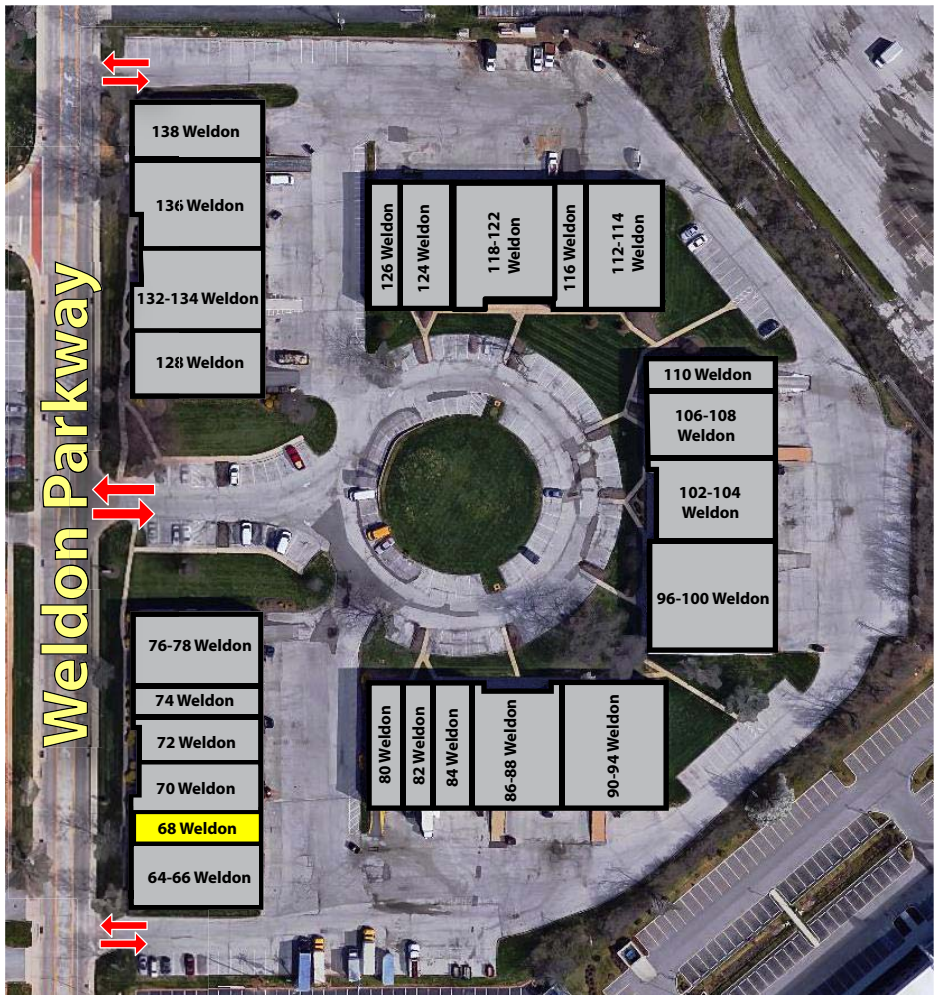 Weldon Parkway
138 Weldon
136 Weldon
132-134 Weldon
128 Weldon
126 Weldon
124 Weldon
118-122
Weldon
116 Weldon
112-114
Weldon
110 Weldon
106-108
Weldon
102-104
Weldon
96-100 Weldon
76-78 Weldon
74 Weldon
72 Weldon
70 Weldon
68 Weldon
64-66 Weldon
80 Weldon
82 Weldon
84 Weldon
86-88 Weldon
90-94 Weldon